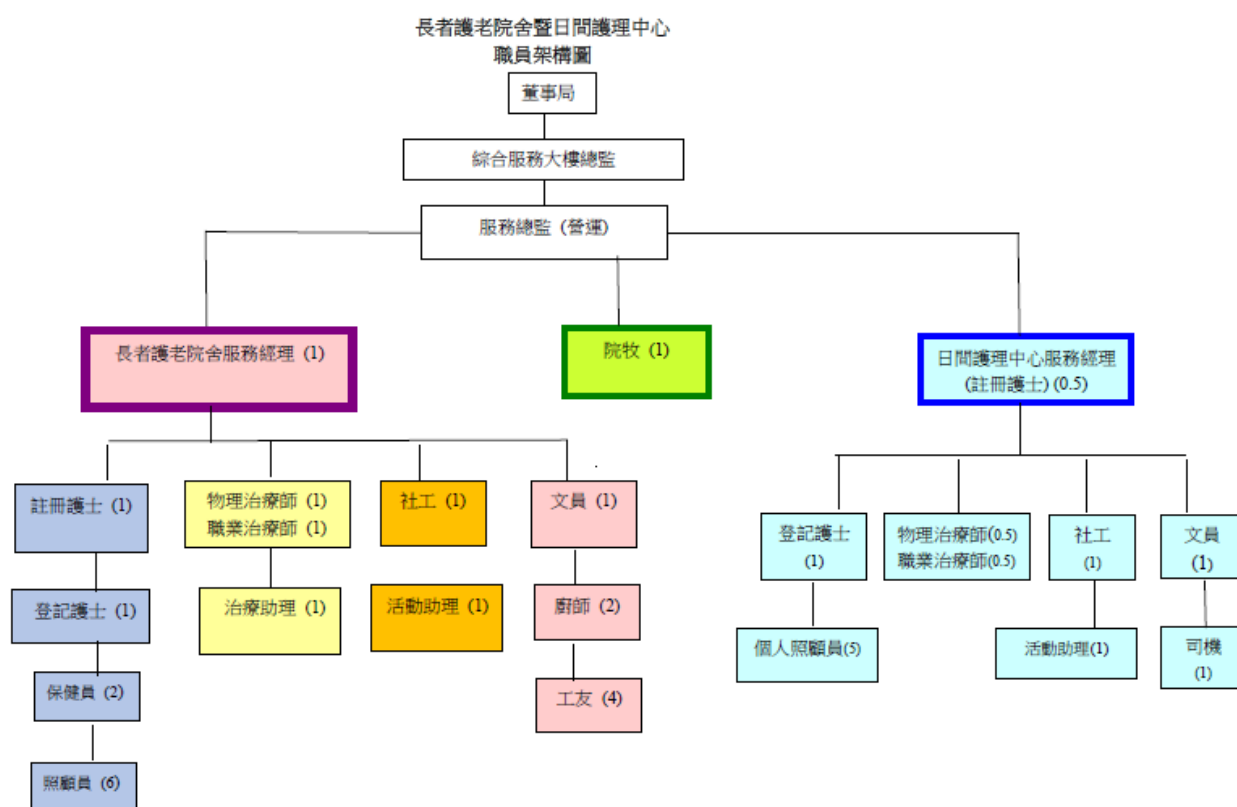 長者護老院舍暨日間護理中心
職員架構圖
董事局
綜合服務大樓總監
服務總監 (營運)
長者護老院舍服務經理 (1)
院牧 (1)
日間護理中心服務經理
(註冊護士) (0.5)
註冊護士 (1)
物理治療師 (1)
職業治療師 (1)
社工 (1)
文員 (1)
登記護士
(1)
物理治療師(0.5)
職業治療師(0.5)
社工
(1)
文員
(1)
登記護士 (1)
治療助理 (1)
活動助理 (1)
廚師 (2)
個人照顧員(5)
活動助理(1)
司機
(1)
保健員 (2)
工友 (4)
照顧員 (6)